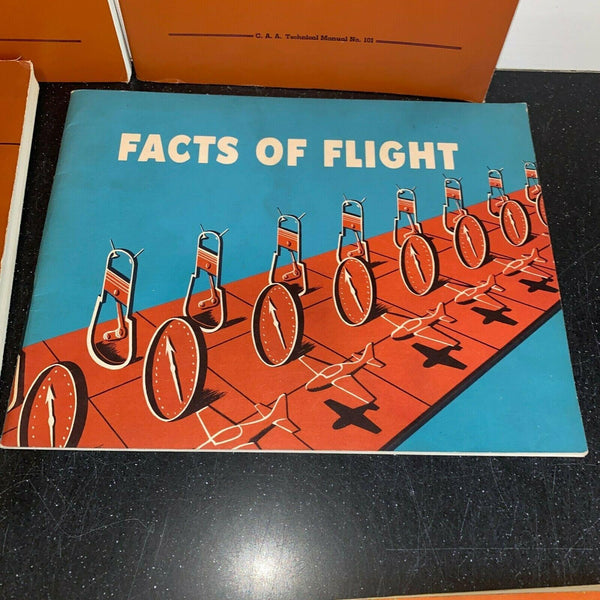 C. A. A. Technical Manual No. 101
FACTS OF FLIGHT